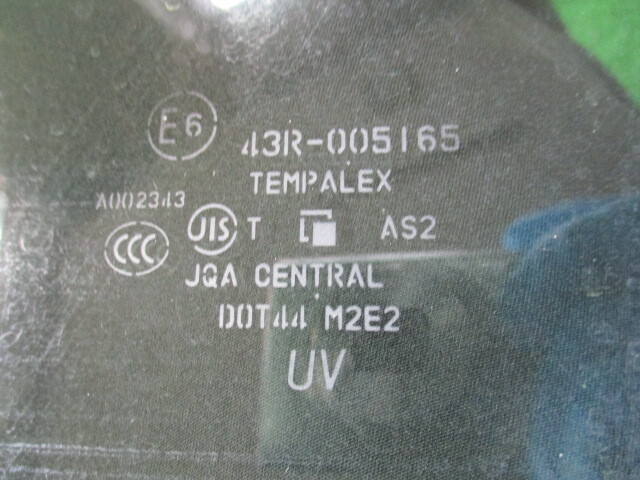 E6 43R-005165
TEMPALEX
A002343
CCC JIS T AS2
JQA CENTRAL
DOT44 M2E2
UV